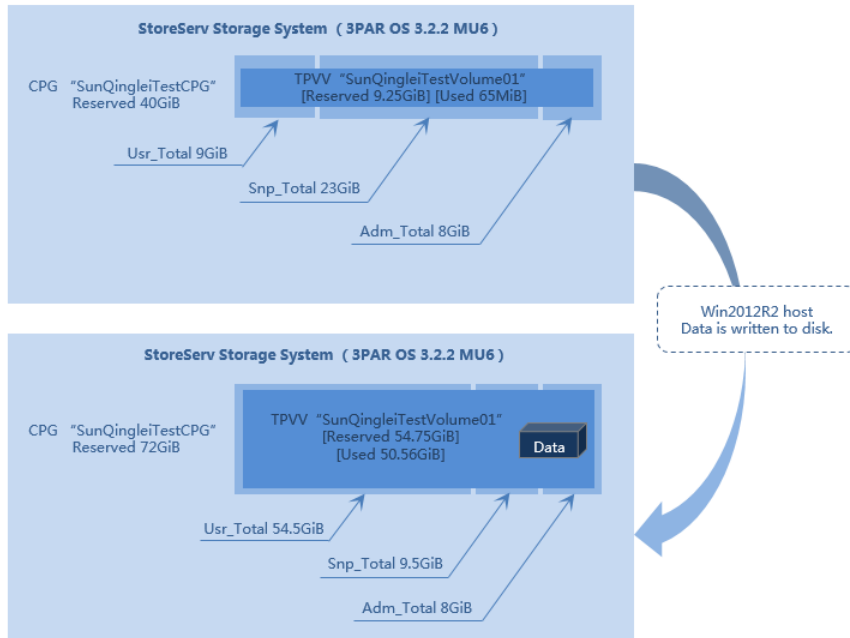 StoreServ Storage System ( 3PAR OS 3.2.2 MU6 )
CPG "SunQingleiTestCPG"
Reserved 40GiB
TPVV "SunQingleiTestVolume01"
[Reserved 9.25GiB] [Used 65MiB]
Usr_Total 9GiB
Snp_Total 23GiB
Adm_Total 8GiB
Win2012R2 host
Data is written to disk.
StoreServ Storage System ( 3PAR OS 3.2.2 MU6 )
CPG "SunQingleiTestCPG"
Reserved 72GiB
TPVV "SunQingleiTestVolume01"
[Reserved 54.75GiB]
[Used 50.56GiB]
Data
Usr_Total 54.5GiB
Snp_Total 9.5GiB
Adm_Total 8GiB